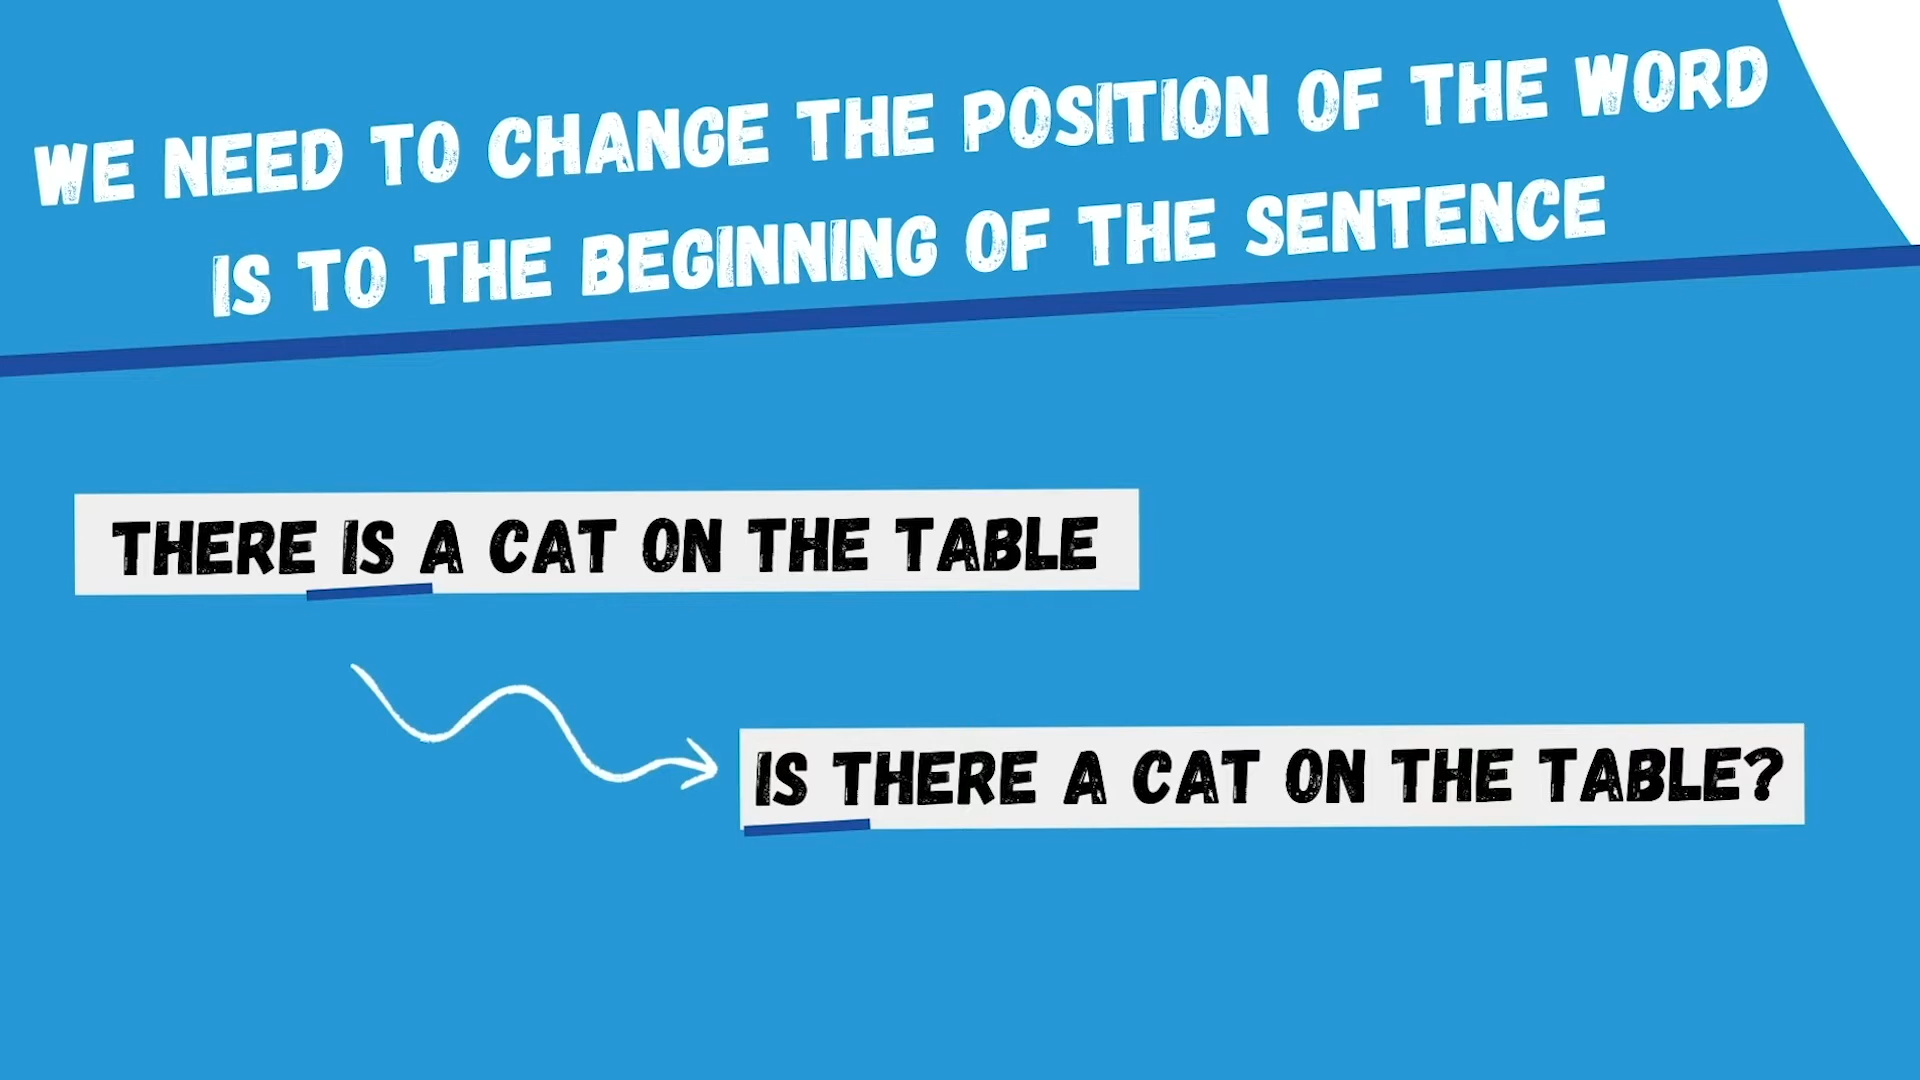 WE NEED TO CHANGE THE POSITION OF THE WORD
IS TO THE BEGINNING OF THE SENTENCE
THERE IS A CAT ON THE TABLE
IS THERE A CAT ON THE TABLE?